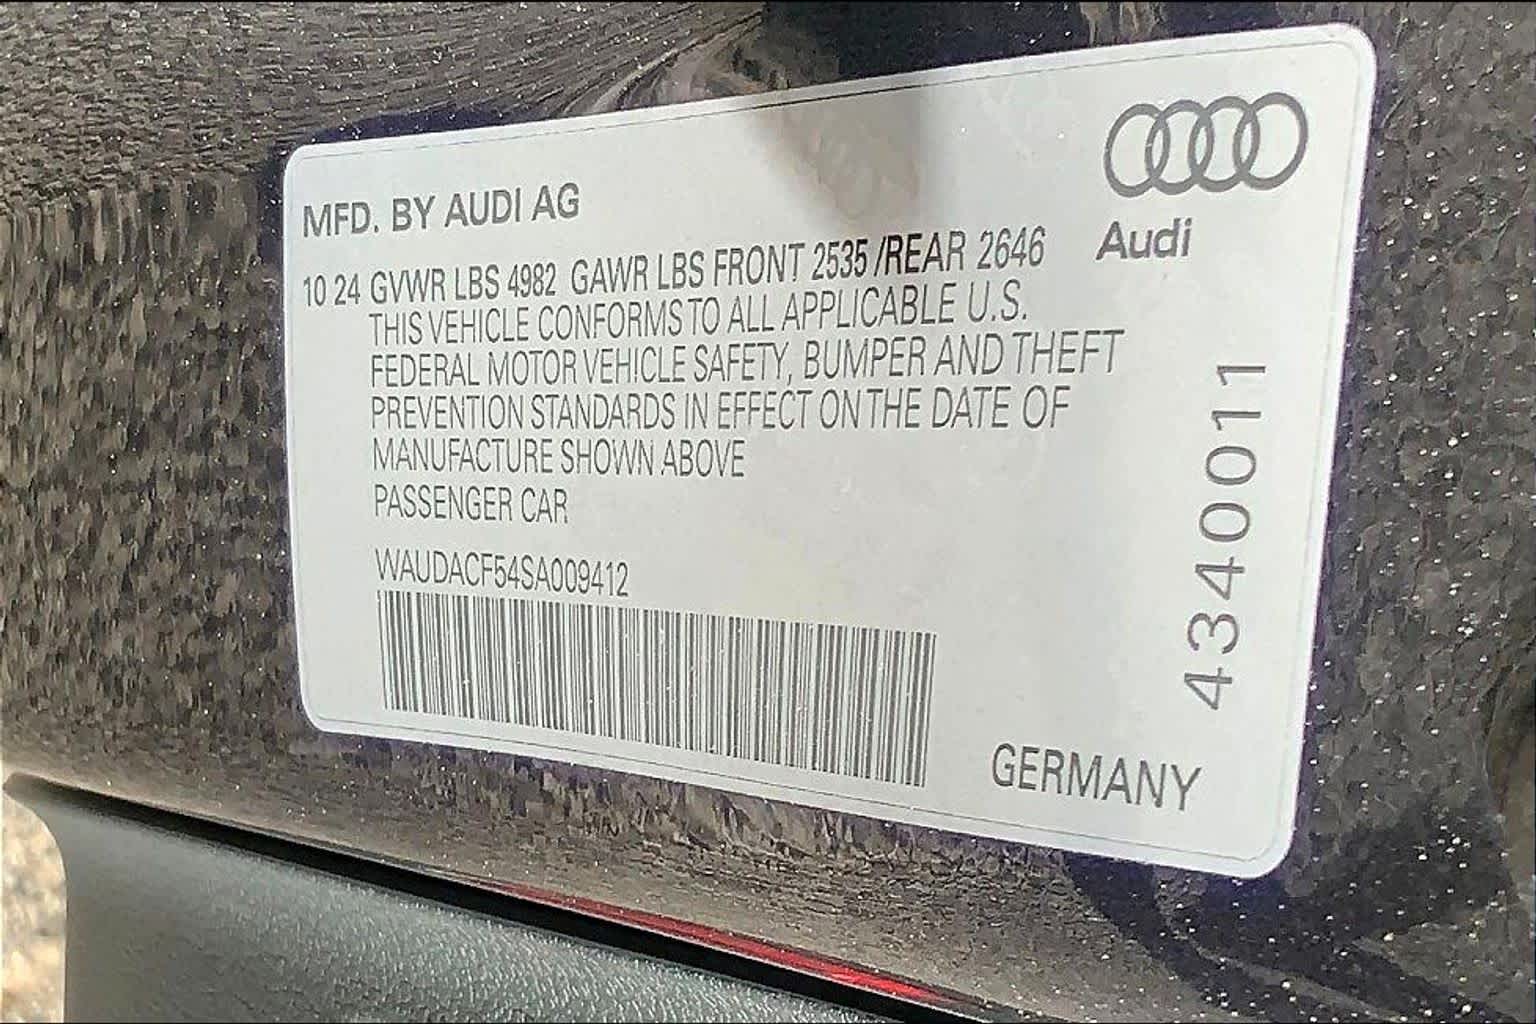 MFD. BY AUDI AG
Audi
10 24 GVWR LBS 4982 GAWR LBS FRONT 2535 /REAR 2646
THIS VEHICLE CONFORMS TO ALL APPLICABLE U.S.
FEDERAL MOTOR VEHICLE SAFETY, BUMPER AND THEFT
PREVENTION STANDARDS IN EFFECT ON THE DATE OF
MANUFACTURE SHOWN ABOVE
PASSENGER CAR
WAUDACF54SA009412
4340011
GERMANY